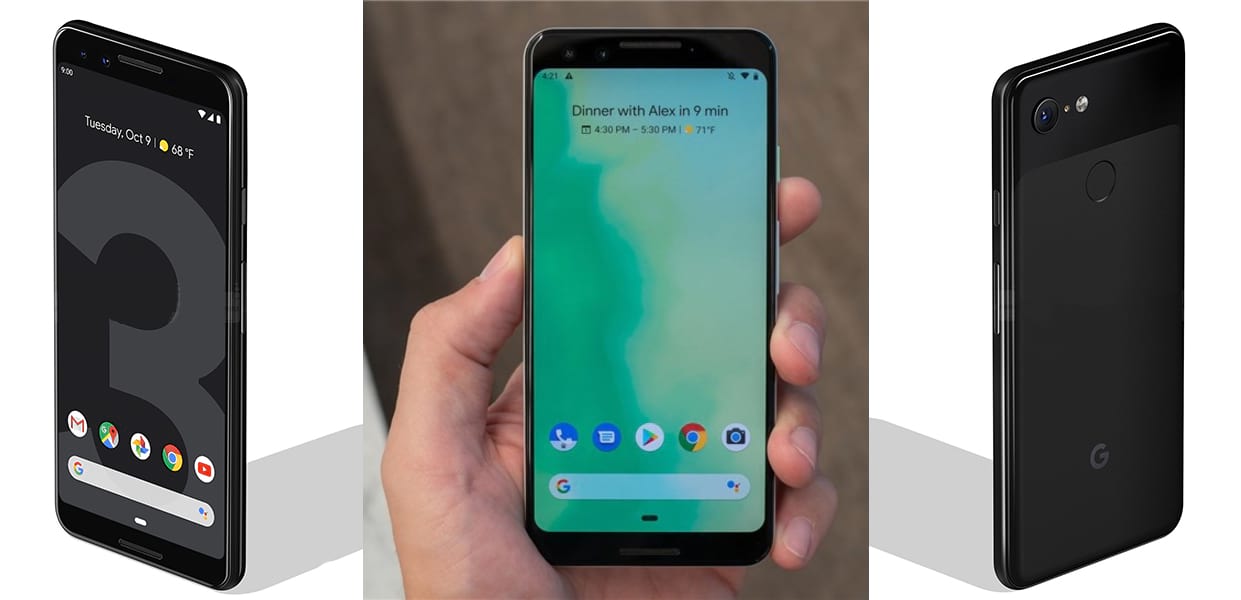 9:00
Tuesday, Oct 9 | 68 °F
3
G
4:21
Dinner with Alex in 9 min
4:30 PM – 5:30 PM | 71°F
G
G